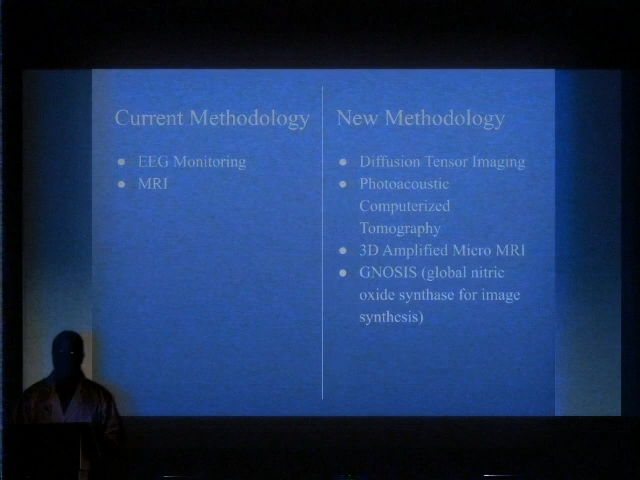 Current Methodology
EEG Monitoring
MRI
New Methodology
Diffusion Tensor Imaging
Photoacoustic
Computerized
Tomography
3D Amplified Micro MRI
GNOSIS (global nitric
oxide synthase for image
synthesis)